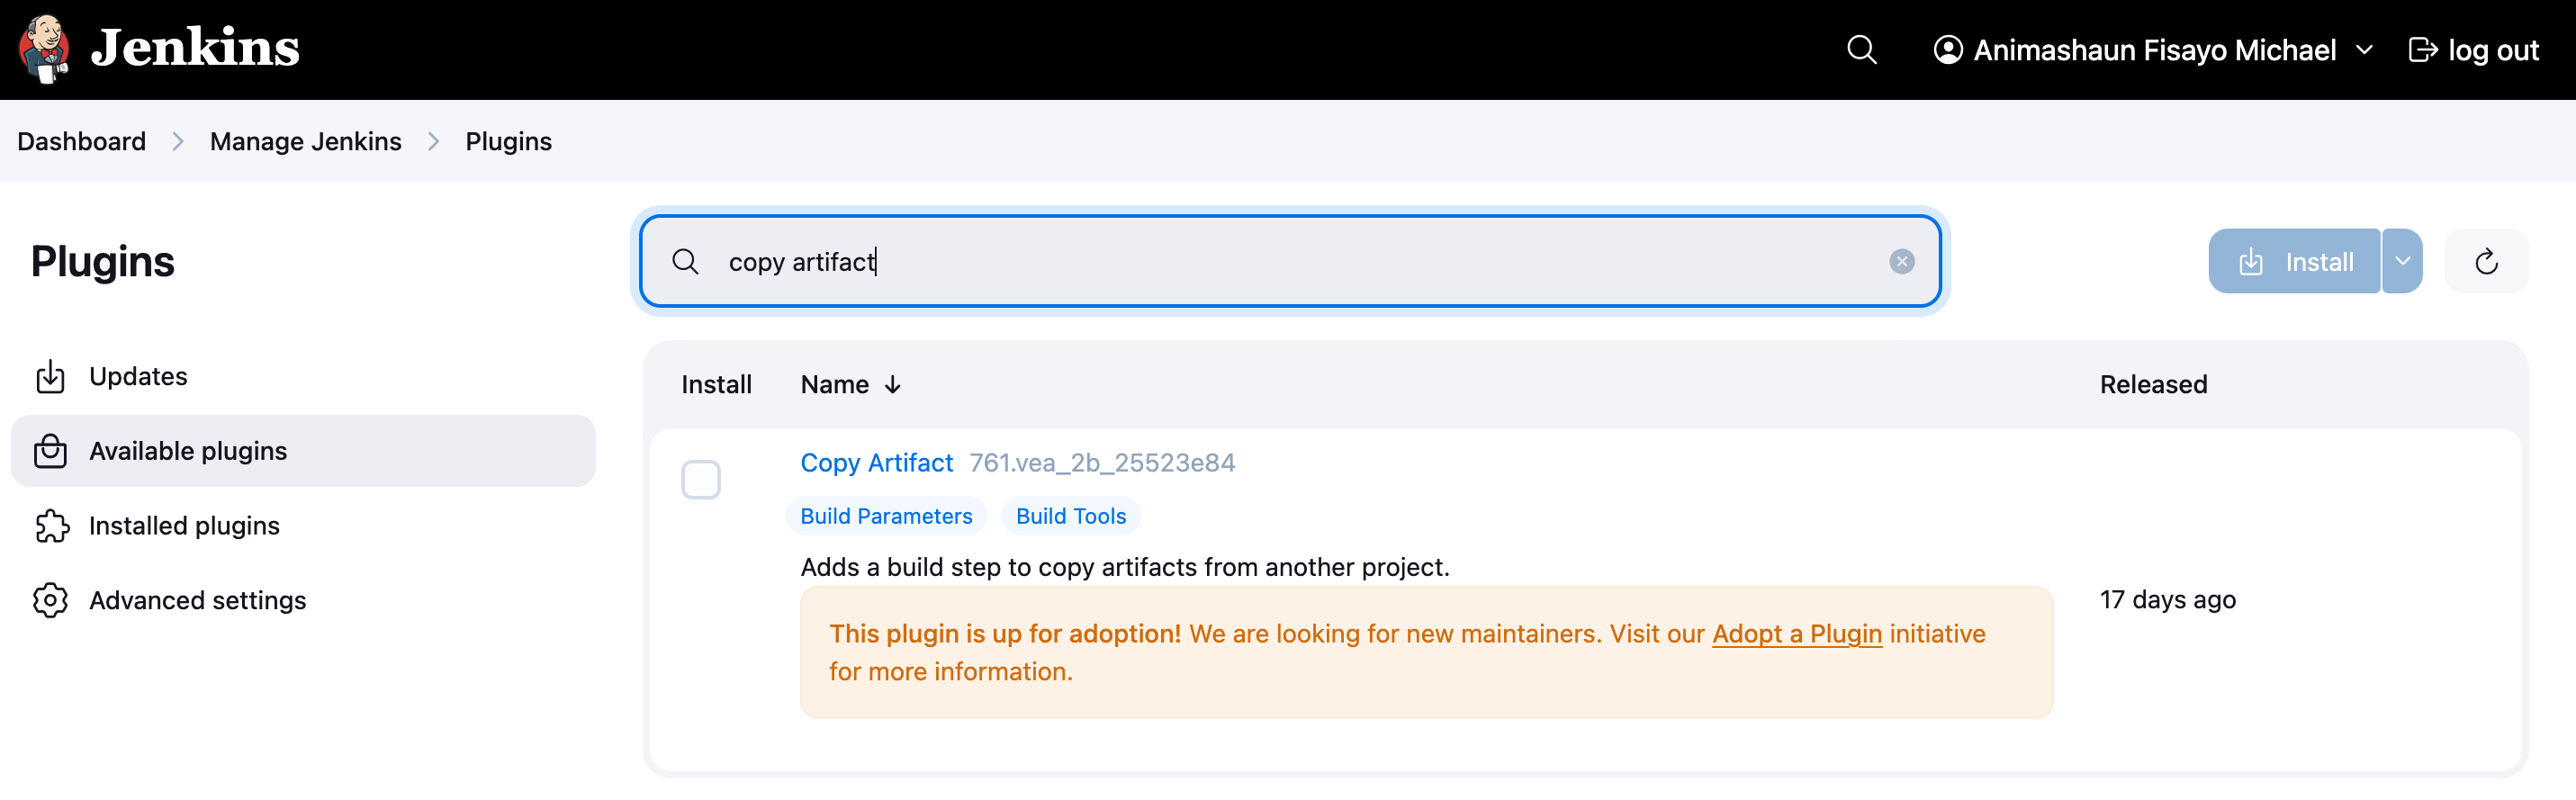 Jenkins
Animashaun Fisayo Michael
log out
Dashboard
Manage Jenkins
Plugins
Plugins
copy artifact
Install
Updates
Available plugins
Installed plugins
Advanced settings
Install
Name
Released
Copy Artifact 761.vea_2b_25523e84
Build Parameters
Build Tools
Adds a build step to copy artifacts from another project.
This plugin is up for adoption! We are looking for new maintainers. Visit our Adopt a Plugin initiative
for more information.
17 days ago